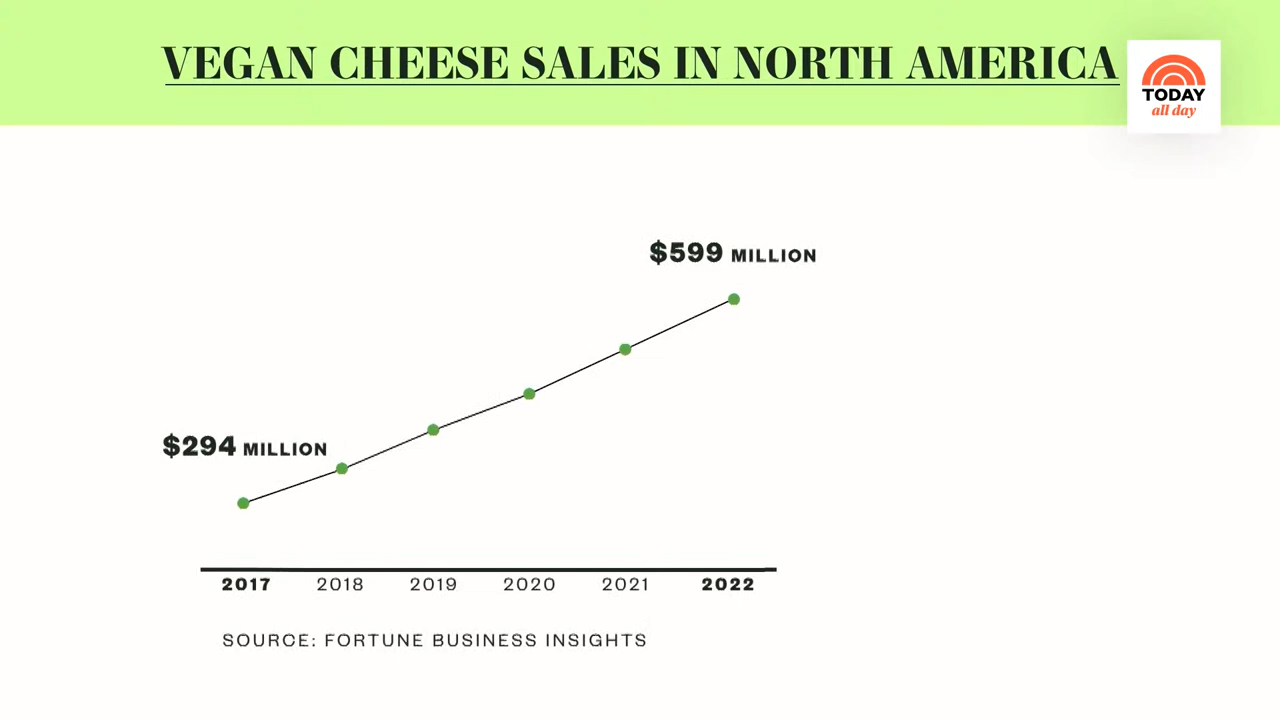 VEGAN CHEESE SALES IN NORTH AMERICA
TODAY
all day
$599 MILLION
$294 MILLION
2017 2018 2019 2020 2021 2022
SOURCE: FORTUNE BUSINESS INSIGHTS